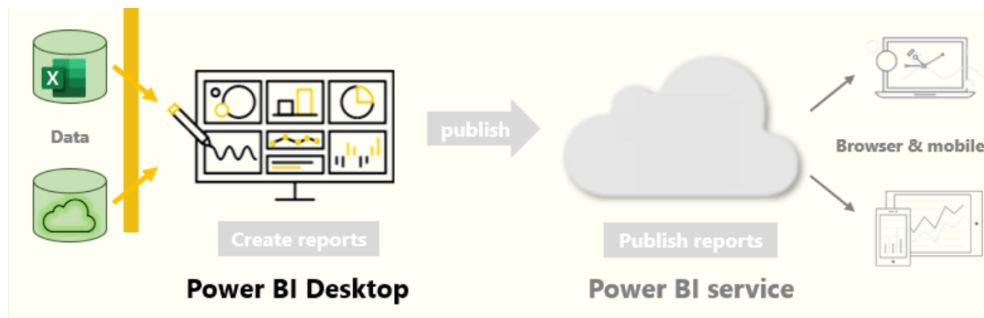 X
Data
publish
Browser & mobile
Create reports
Publish reports
Power BI Desktop
Power BI service